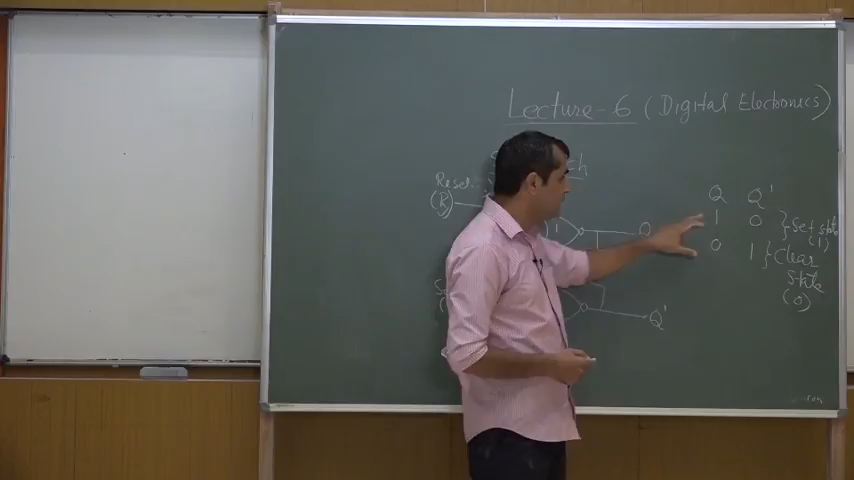 Lecture-6 (Digital Electronics)
Reset
(R)
Q
Q'
Q Q'
1 0 } Set state
(1)
0 1 } Clear
state
(0)